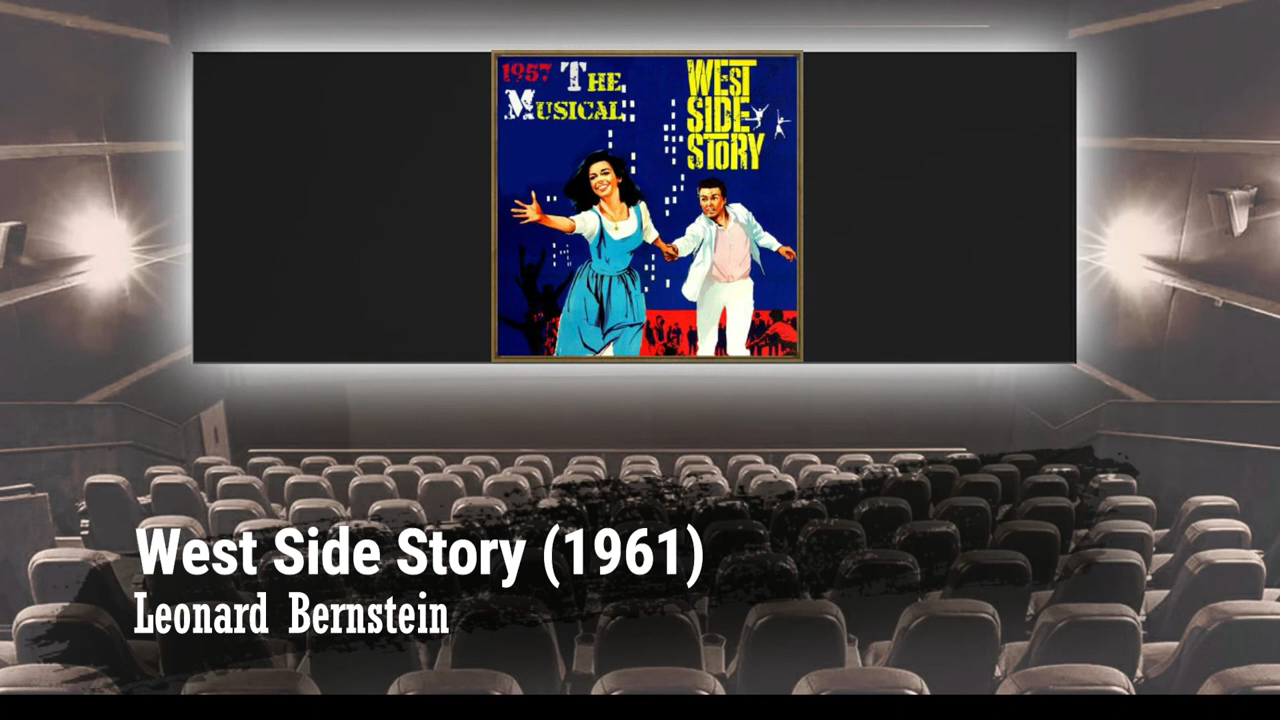 1957 The
Musical
WEST
SIDE
STORY
West Side Story (1961)
Leonard Bernstein